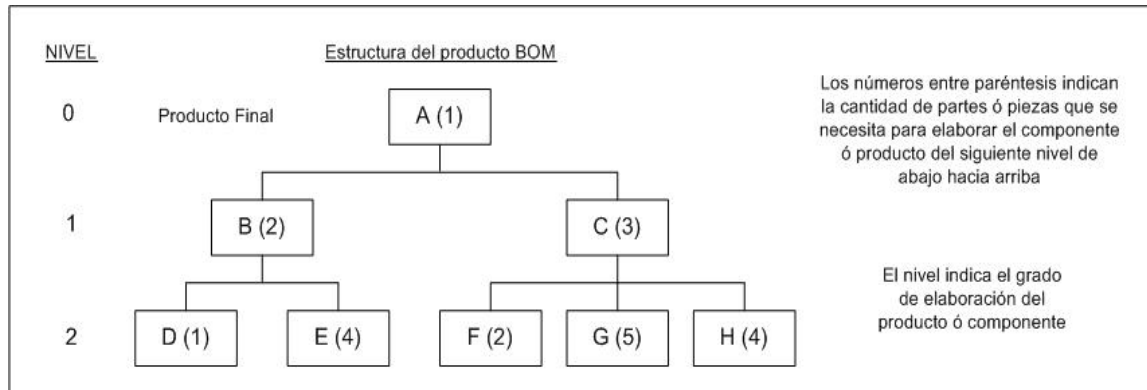 NIVEL
Estructura del producto BOM
0
Producto Final
A (1)
Los números entre paréntesis indican
la cantidad de partes ó piezas que se
necesita para elaborar el componente
ó producto del siguiente nivel de
abajo hacia arriba
1
B (2)
C (3)
El nivel indica el grado
de elaboración del
producto ó componente
2
D (1)
E (4)
F (2)
G (5)
H (4)